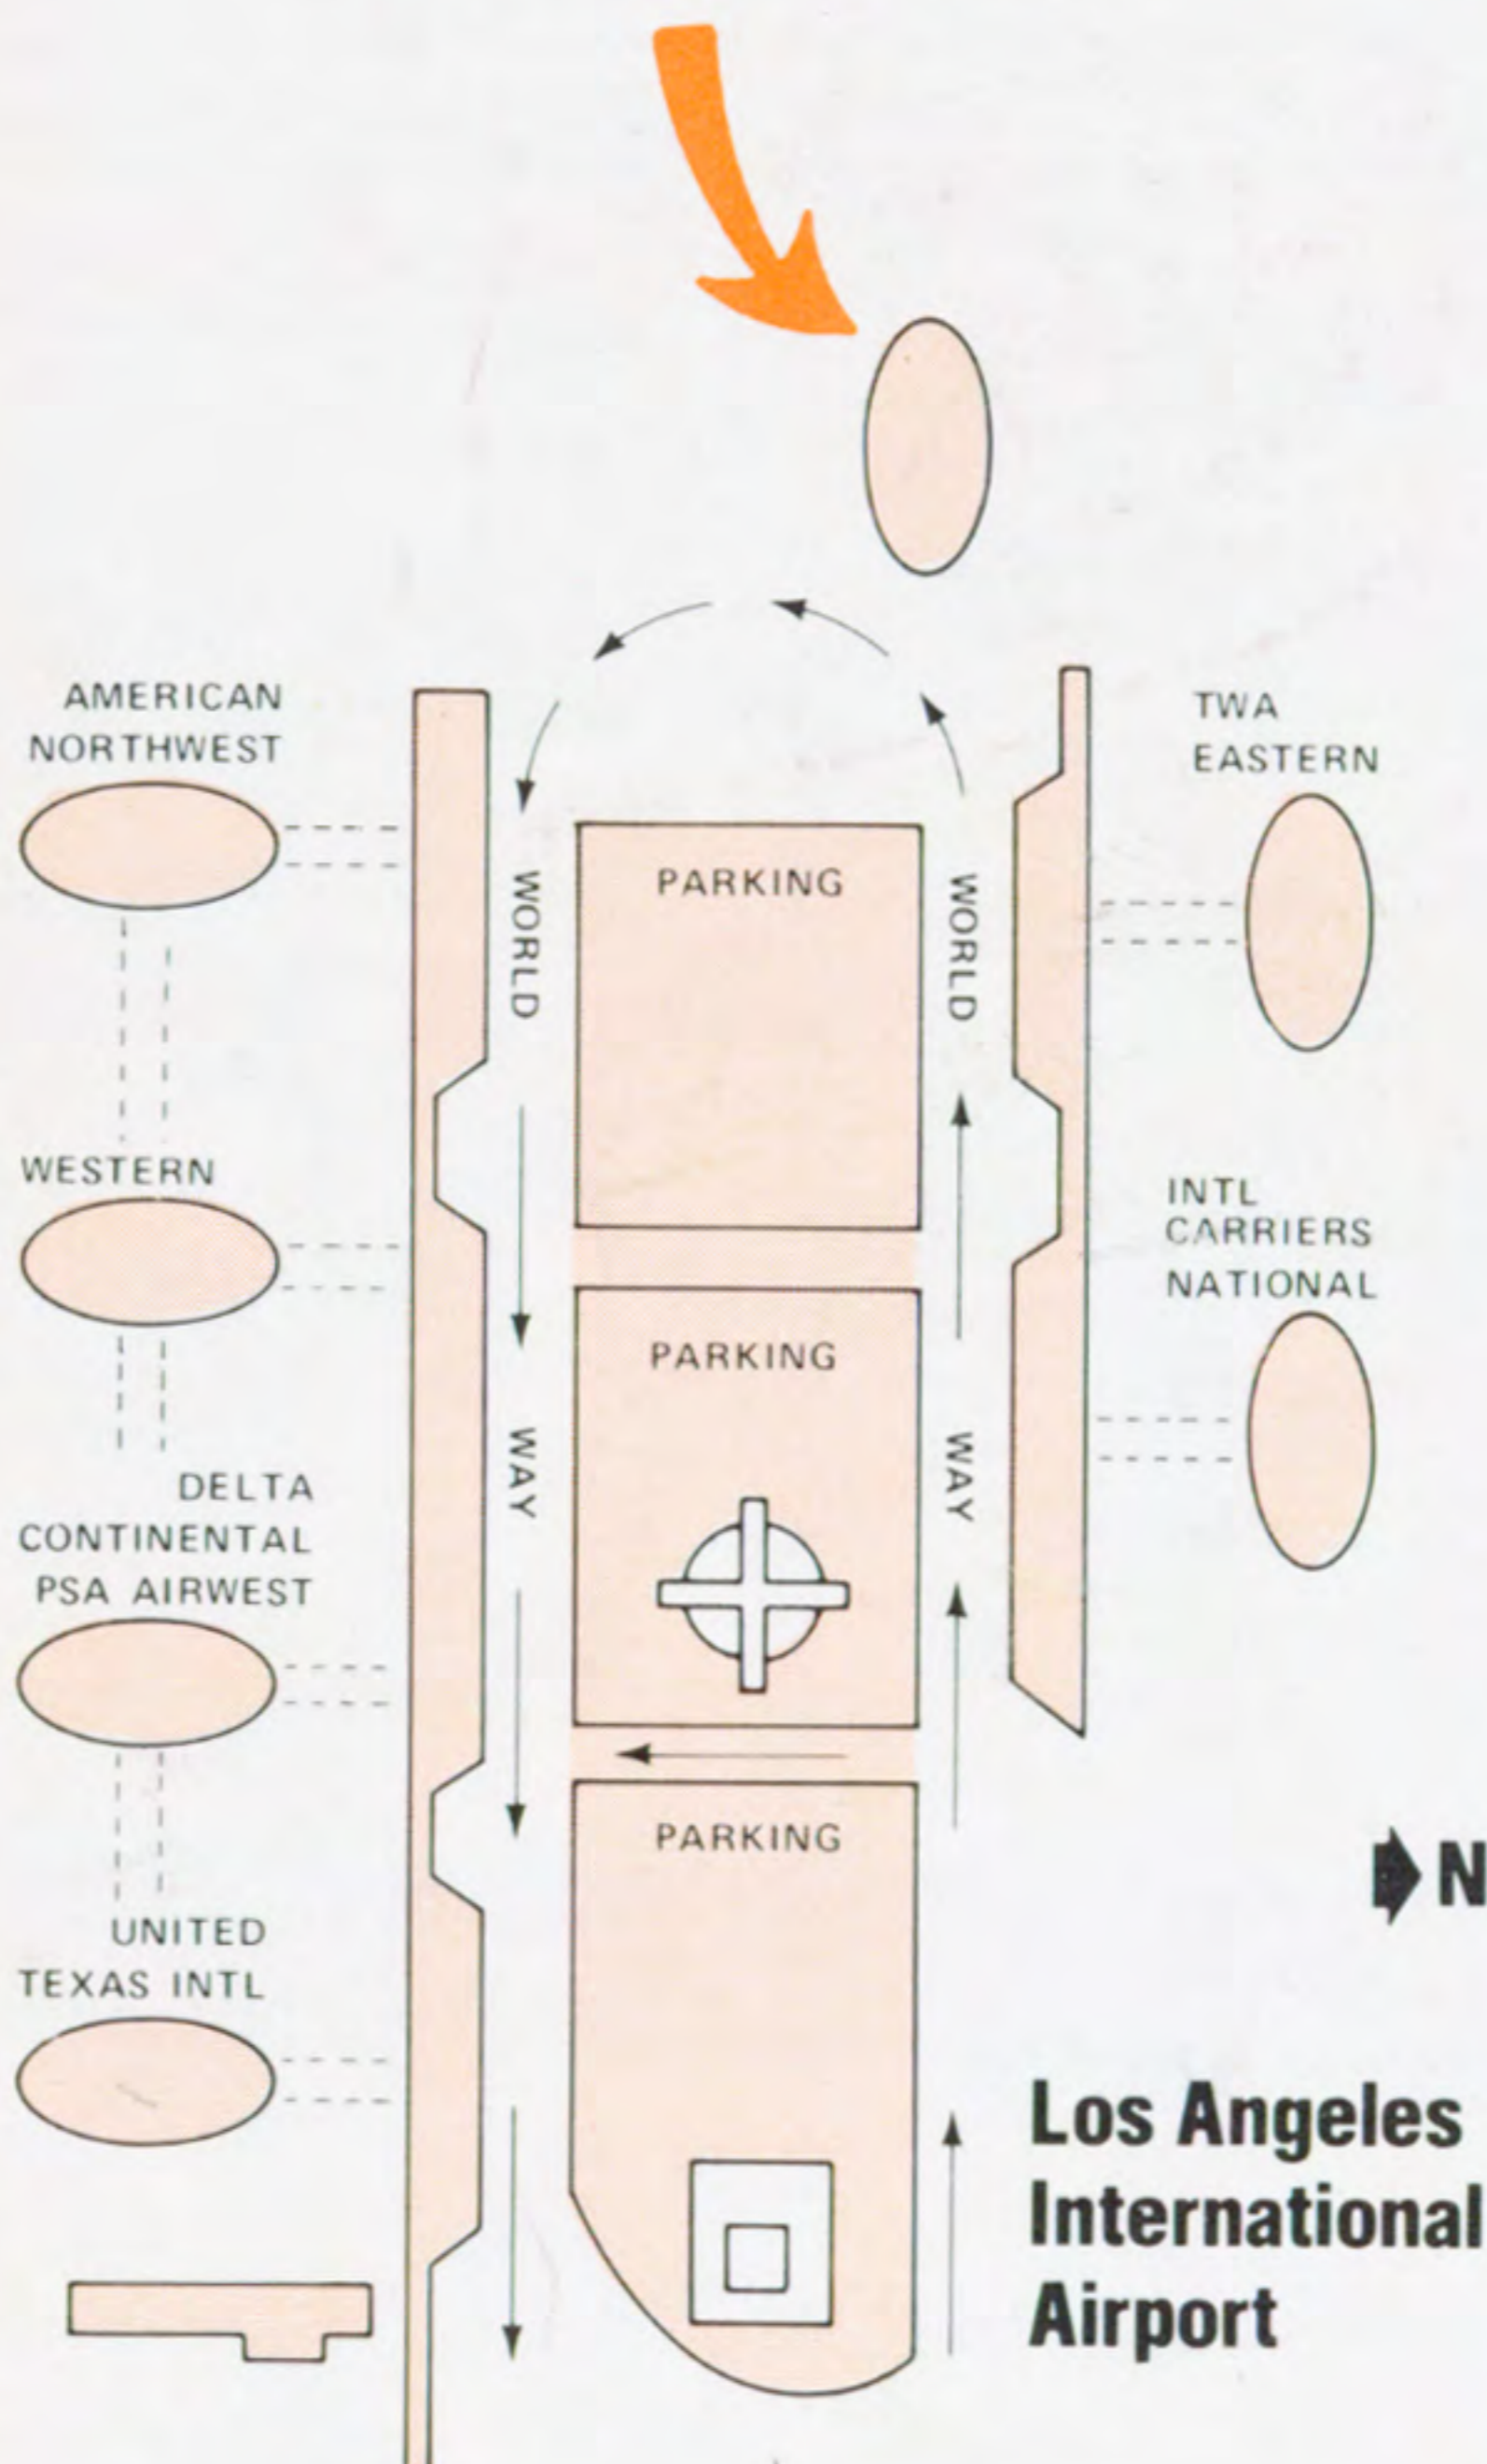 AMERICAN
NORTHWEST
TWA
EASTERN
WORLD
PARKING
WORLD
WESTERN
INTL
CARRIERS
NATIONAL
PARKING
WAY
WAY
DELTA
CONTINENTAL
PSA AIRWEST
PARKING
N
UNITED
TEXAS INTL
Los Angeles
International
Airport